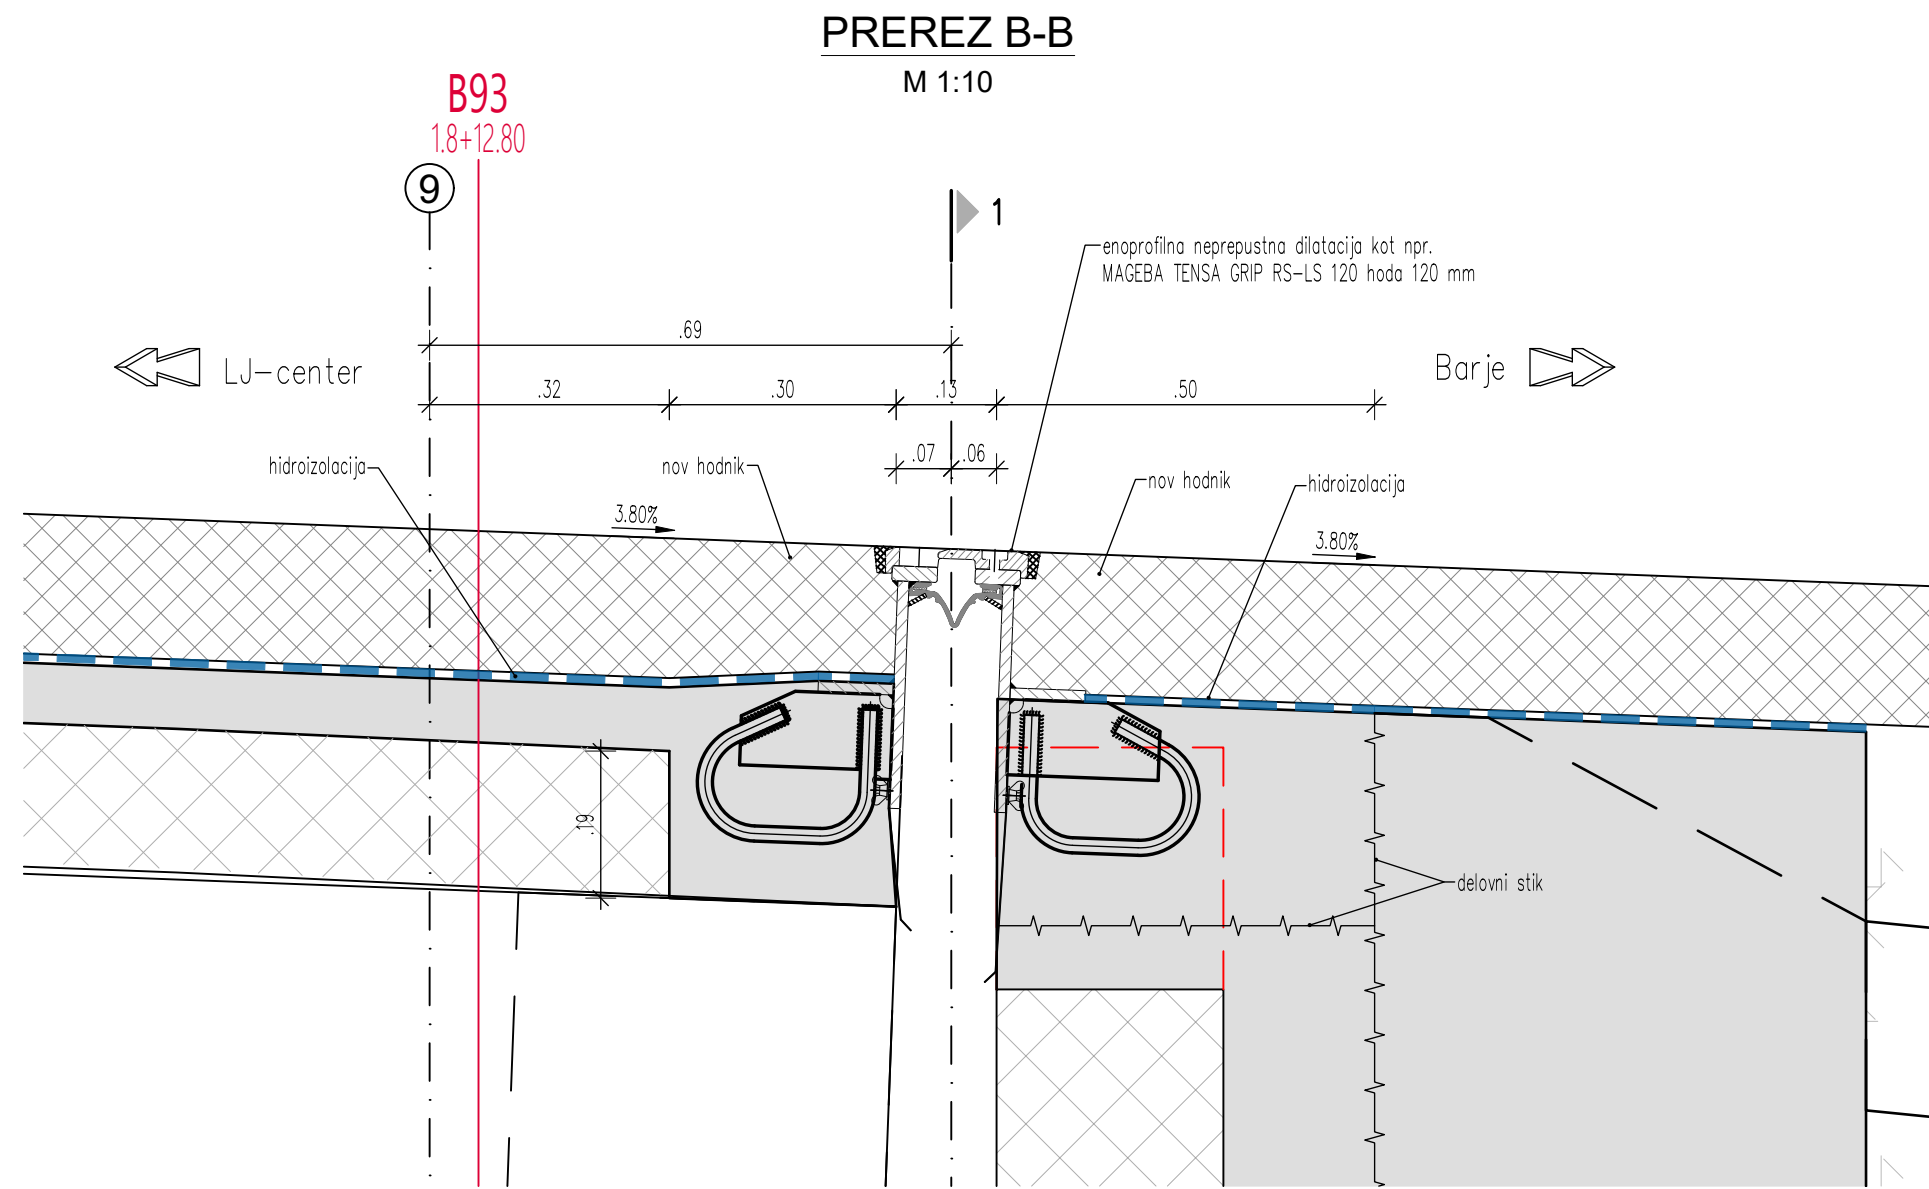 PREREZ B-B
M 1:10
B93
1.8+12.80
9
1
enoprofilna neprepustna dilatacija kot npr.
MAGEBA TENSA GRIP RS-LS 120 hoda 120 mm
.69
LJ-center
Barje
.32
.30
.13
.50
.07
.06
hidroizolacija
nov hodnik
nov hodnik
hidroizolacija
3.80%
3.80%
.19
delovni stik